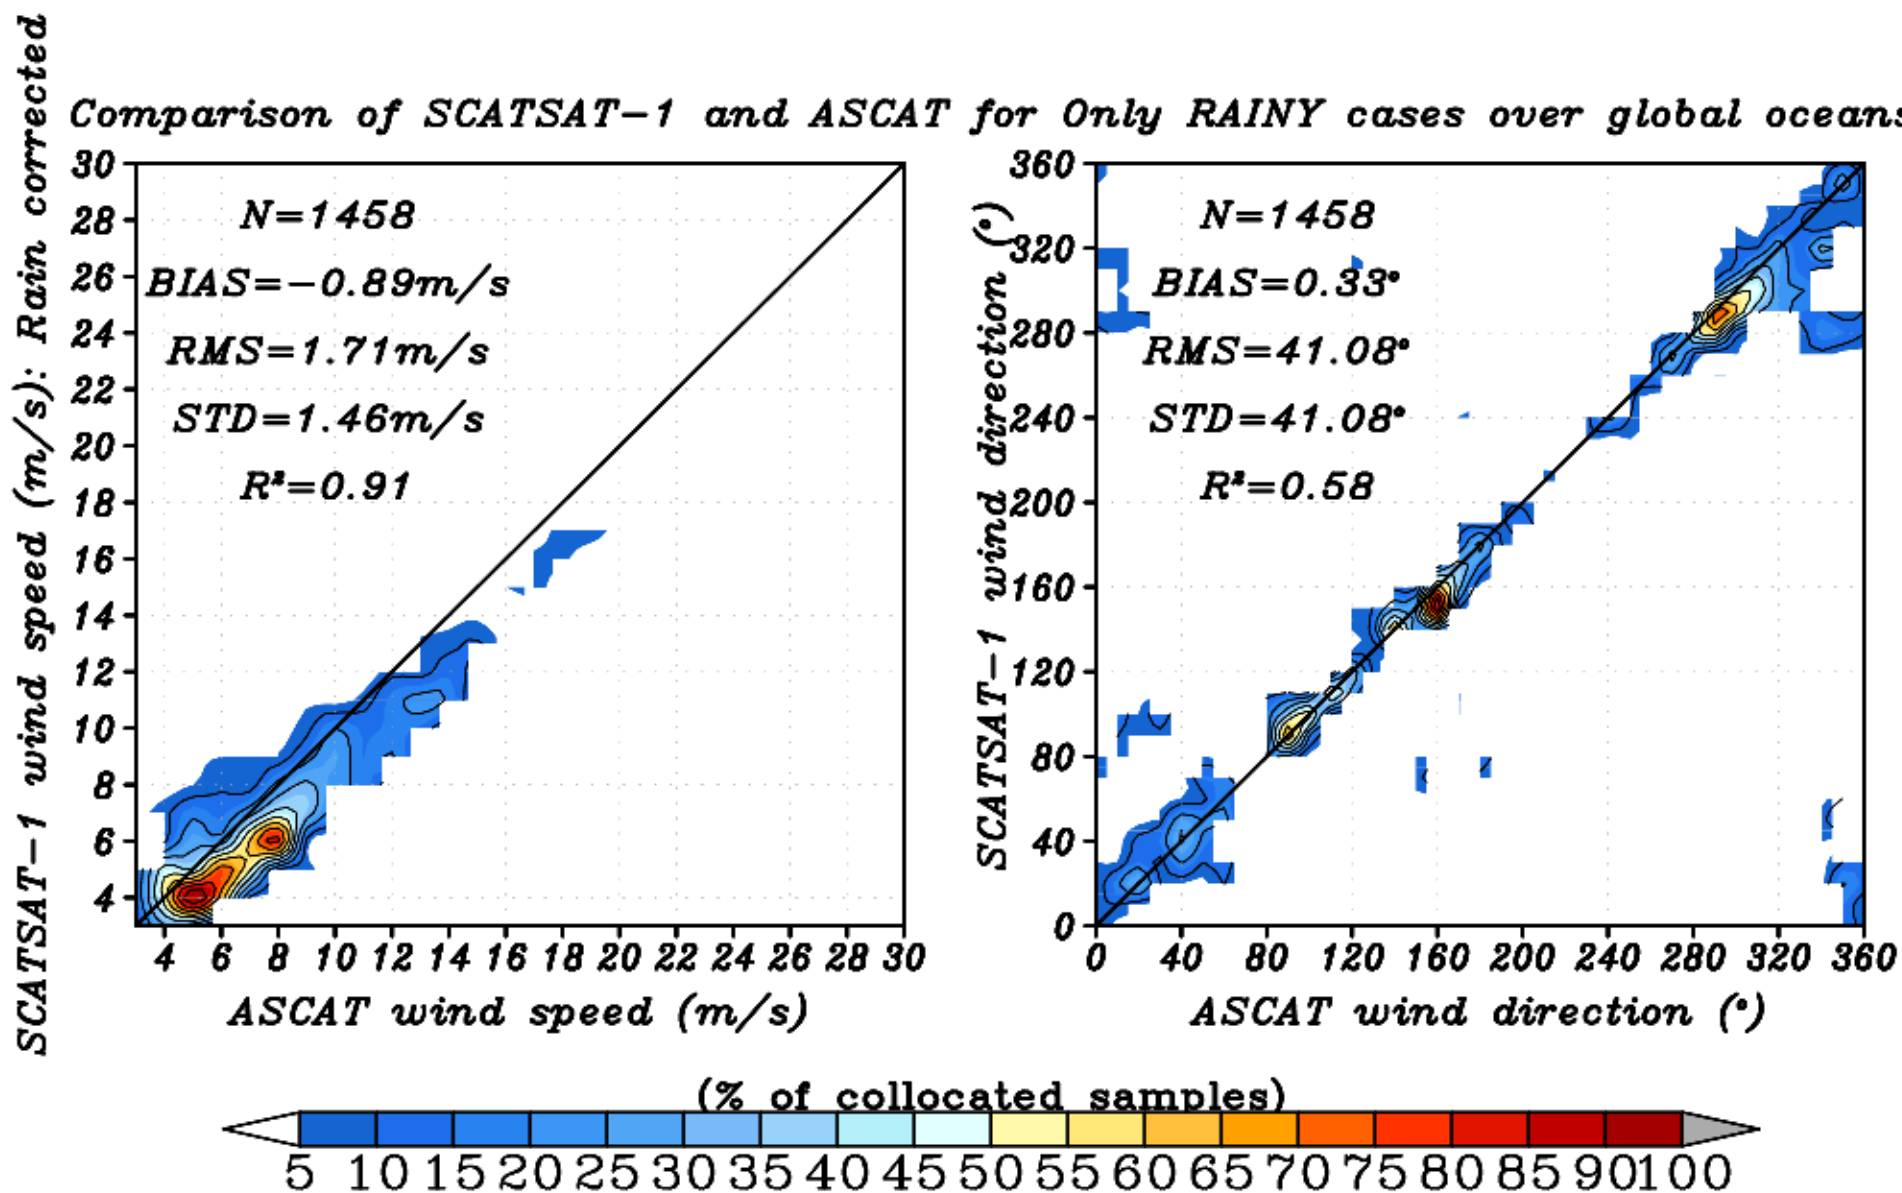 Comparison of SCATSAT-1 and ASCAT for Only RAINY cases over global oceans
SCATSAT-1 wind speed (m/s): Rain corrected
30
28
26
24
22
20
18
16
14
12
10
8
6
4
N=1458
BIAS=-0.89m/s
RMS=1.71m/s
STD=1.46m/s
R²=0.91
4 6 8 10 12 14 16 18 20 22 24 26 28 30
ASCAT wind speed (m/s)
SCATSAT-1 wind direction (°)
360
320
280
240
200
160
120
80
40
0
N=1458
BIAS=0.33°
RMS=41.08°
STD=41.08°
R²=0.58
0 40 80 120 160 200 240 280 320 360
ASCAT wind direction (°)
(% of collocated samples)
5 10 15 20 25 30 35 40 45 50 55 60 65 70 75 80 85 90 100